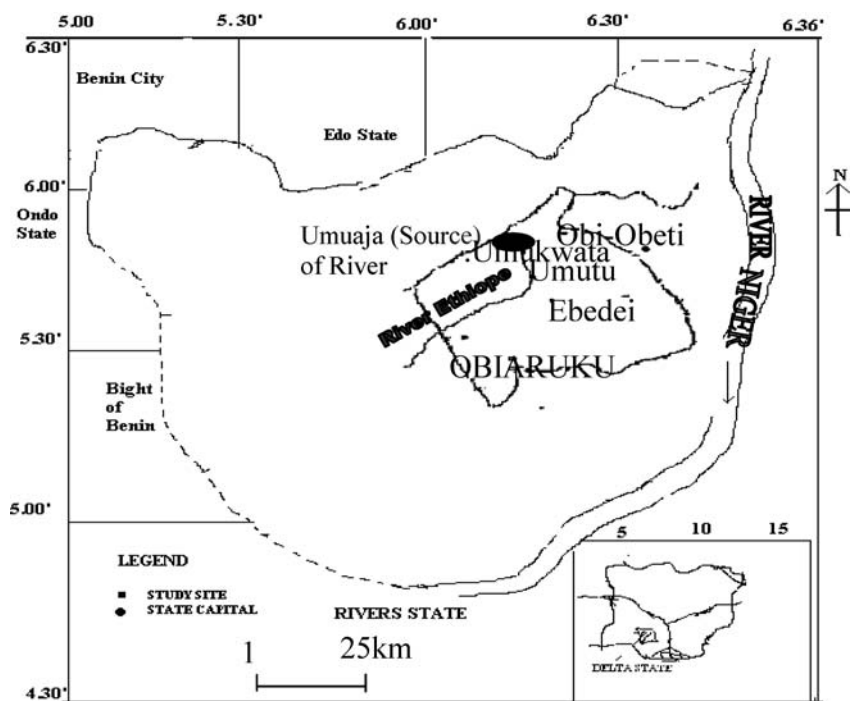 5.00 5.30' 6.00' 6.30' 6.36'
6.30'
Benin City
Edo State
N
6.00'
Ondo
State
Umuaja (Source)
of River
Obi-Obeti
Umukwata
Umutu
River Ethiope
Ebedei
RIVER NIGER
5.30'
OBIARUKU
Bight
of
Benin
5.00'
5 10 15
LEGEND
STUDY SITE
STATE CAPITAL
RIVERS STATE
1 25km
DELTA STATE
4.30'